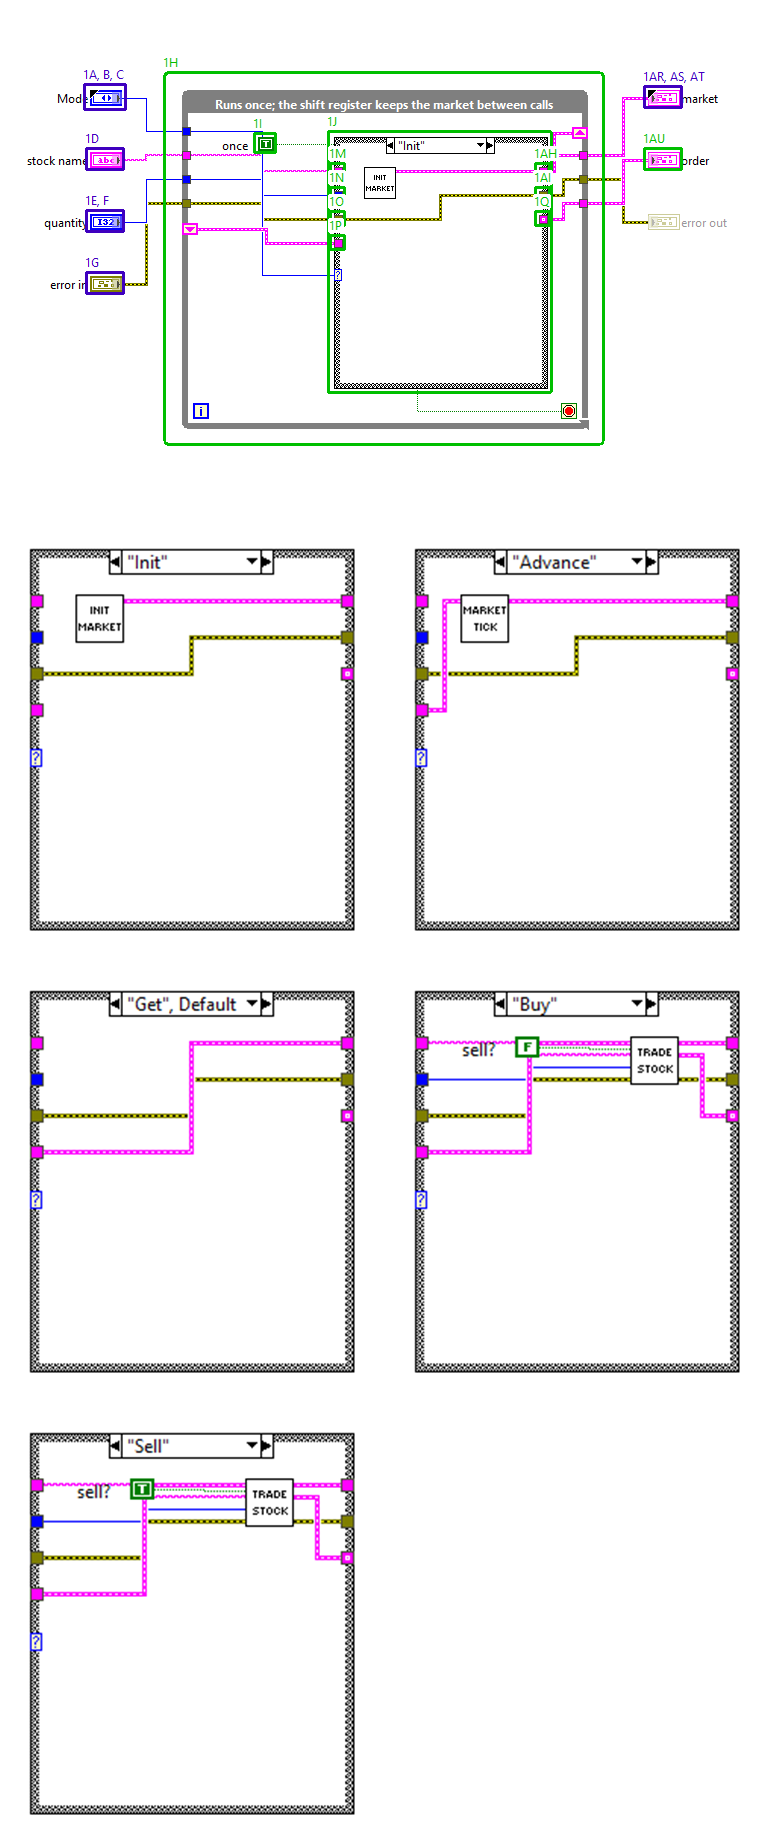 1H
1A, B, C
Mod
1D
stock name
abc
1E, F
quantity
I32
1G
error in
Runs once; the shift register keeps the market between calls
1I
once
T
1J
"Init"
1M
1N
1O
1P
INIT
MARKET
1AH
1AI
1Q
?
i
1AR, AS, AT
market
1AU
order
error out
"Init"
INIT
MARKET
?
"Advance"
MARKET
TICK
?
"Get", Default
?
"Buy"
sell?
F
TRADE
STOCK
?
"Sell"
sell?
T
TRADE
STOCK
?